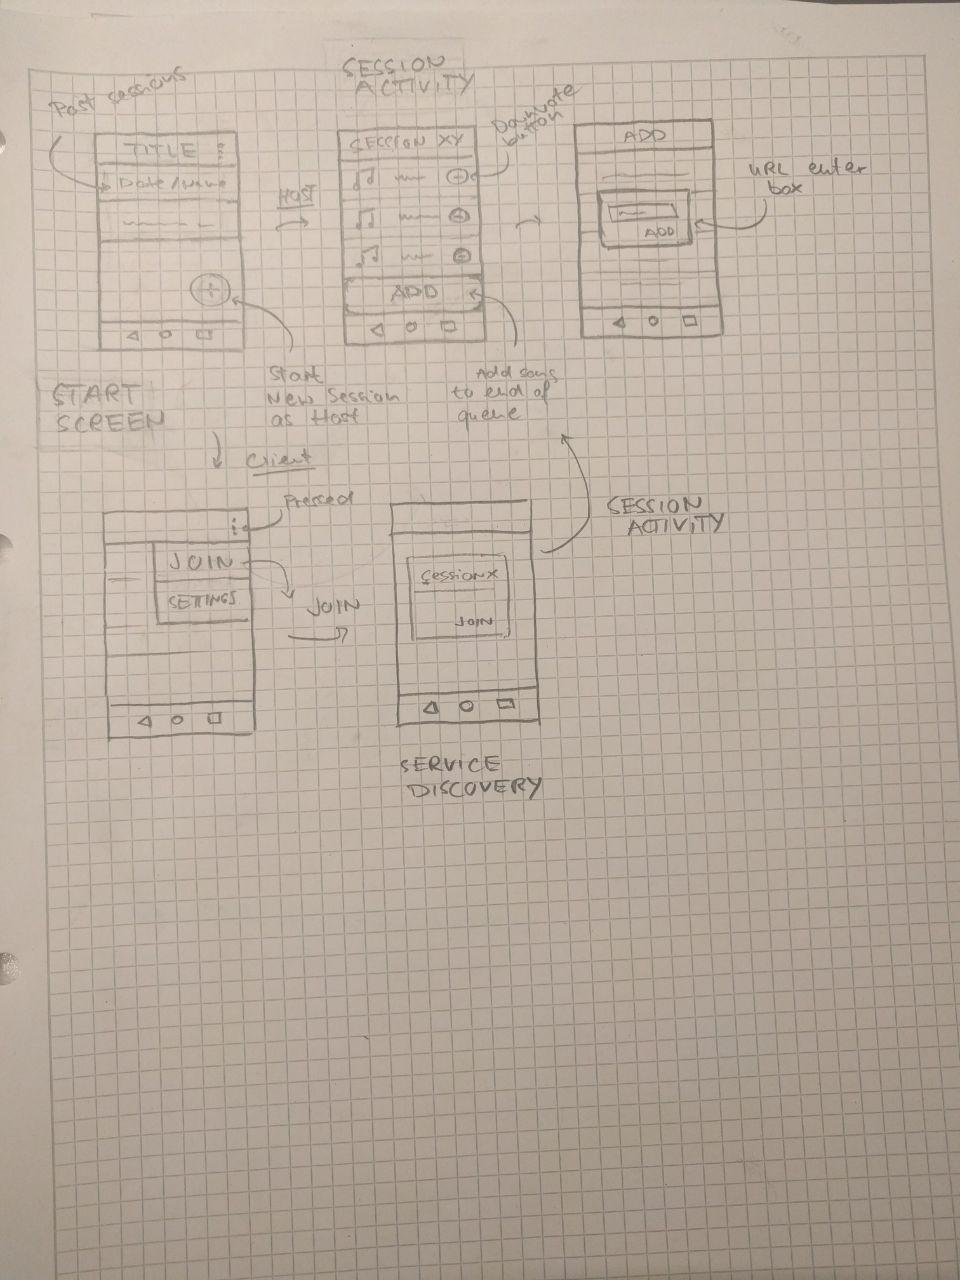 Past sessions
SESSION
ACTIVITY
Downvote
button
TITLE
Date/Name
HOST
SESSION XY
ADD
ADD
ADD
URL enter
box
START
SCREEN
Start
New Session
as Host
Add song
to end of
queue
Client
Pressed
JOIN
SETTINGS
JOIN
SessionX
JOIN
SESSION
ACTIVITY
SERVICE
DISCOVERY